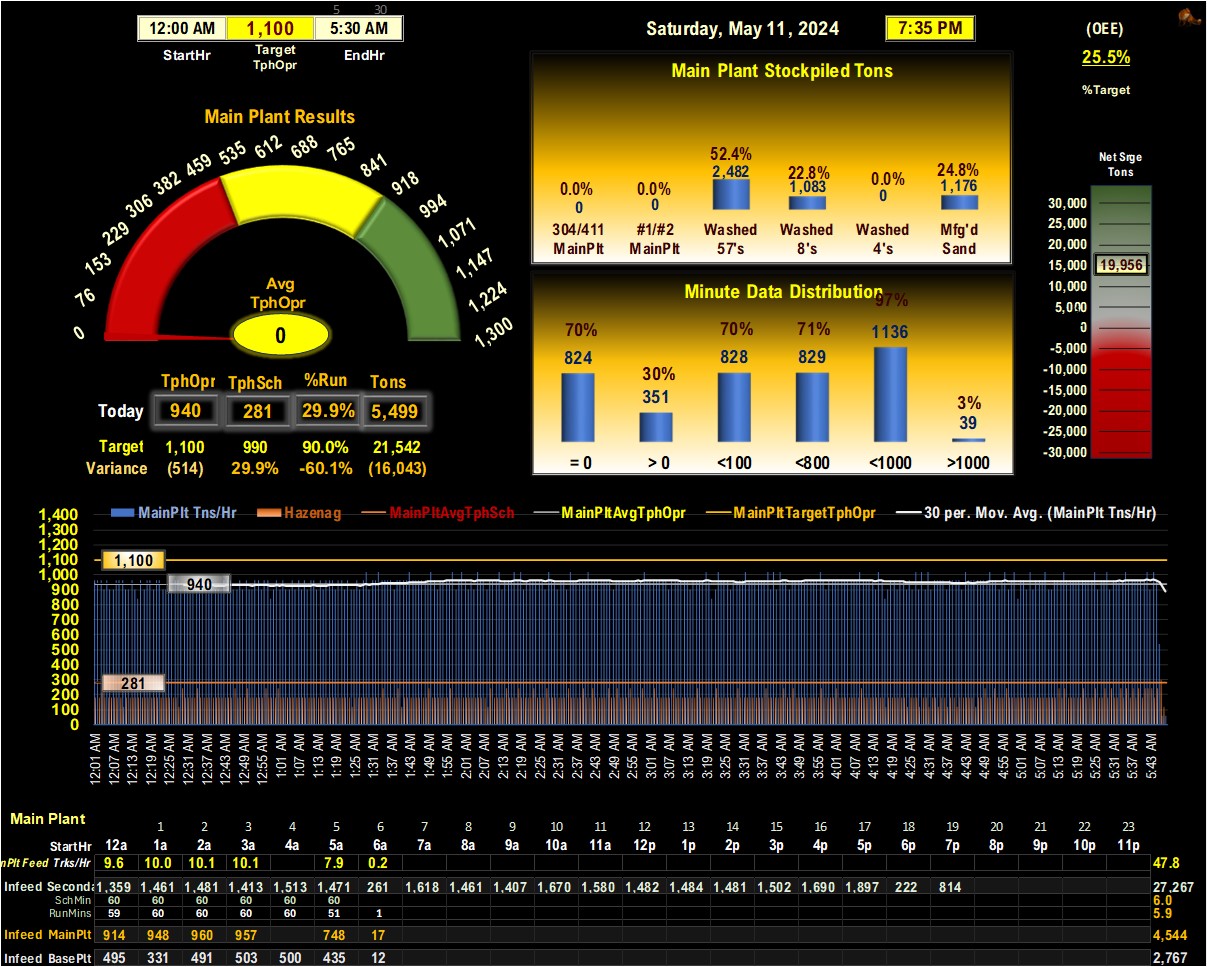 5 30
12:00 AM 1,100 5:30 AM
StartHr Target TphOpr EndHr
Saturday, May 11, 2024 7:35 PM
(OEE)
25.5%
%Target
Main Plant Results
0 76 153 229 306 382 459 535 612 688 765 841 918 994 1,071 1,147 1,224 1,300
Avg
TphOpr
0
TphOpr TphSch %Run Tons
Today 940 281 29.9% 5,499
Target 1,100 990 90.0% 21,542
Variance (514) 29.9% -60.1% (16,043)
Main Plant Stockpiled Tons
0.0% 0.0% 52.4% 22.8% 0.0% 24.8%
0 0 2,482 1,083 0 1,176
304/411 #1/#2 Washed Washed Washed Mfg'd
MainPlt MainPlt 57's 8's 4's Sand
Minute Data Distribution
70% 30% 70% 71% 97% 3%
824 351 828 829 1136 39
= 0 > 0 <100 <800 <1000 >1000
Net Srge
Tons
30,000
25,000
20,000
15,000
19,956
10,000
5,000
0
-5,000
-10,000
-15,000
-20,000
-25,000
-30,000
MainPlt Tns/Hr Hazenag MainPltAvgTphSch MainPltAvgTphOpr MainPltTargetTphOpr 30 per. Mov. Avg. (MainPlt Tns/Hr)
1,400
1,300
1,200
1,100
1,000
900
800
700
600
500
400
300
200
100
0
1,100
940
281
12:01 AM 12:07 AM 12:13 AM 12:19 AM 12:25 AM 12:31 AM 12:37 AM 12:43 AM 12:49 AM 12:55 AM 1:01 AM 1:07 AM 1:13 AM 1:19 AM 1:25 AM 1:31 AM 1:37 AM 1:43 AM 1:49 AM 1:55 AM 2:01 AM 2:07 AM 2:13 AM 2:19 AM 2:25 AM 2:31 AM 2:37 AM 2:43 AM 2:49 AM 2:55 AM 3:01 AM 3:07 AM 3:13 AM 3:19 AM 3:25 AM 3:31 AM 3:37 AM 3:43 AM 3:49 AM 3:55 AM 4:01 AM 4:07 AM 4:13 AM 4:19 AM 4:25 AM 4:31 AM 4:37 AM 4:43 AM 4:49 AM 4:55 AM 5:01 AM 5:07 AM 5:13 AM 5:19 AM 5:25 AM 5:31 AM 5:37 AM 5:43 AM
Main Plant
1 2 3 4 5 6 7 8 9 10 11 12 13 14 15 16 17 18 19 20 21 22 23
StartHr 12a 1a 2a 3a 4a 5a 6a 7a 8a 9a 10a 11a 12p 1p 2p 3p 4p 5p 6p 7p 8p 9p 10p 11p
nPlt Feed Trks/Hr 9.6 10.0 10.1 10.1 7.9 0.2 47.8
Infeed Seconda 1,359 1,461 1,481 1,413 1,513 1,471 261 1,618 1,461 1,407 1,670 1,580 1,482 1,484 1,481 1,502 1,690 1,897 222 814 27,267
SchMin 60 60 60 60 60 60 6.0
RunMins 59 60 60 60 60 51 1 5.9
Infeed MainPlt 914 948 960 957 748 17 4,544
Infeed BasePlt 495 331 491 503 500 435 12 2,767